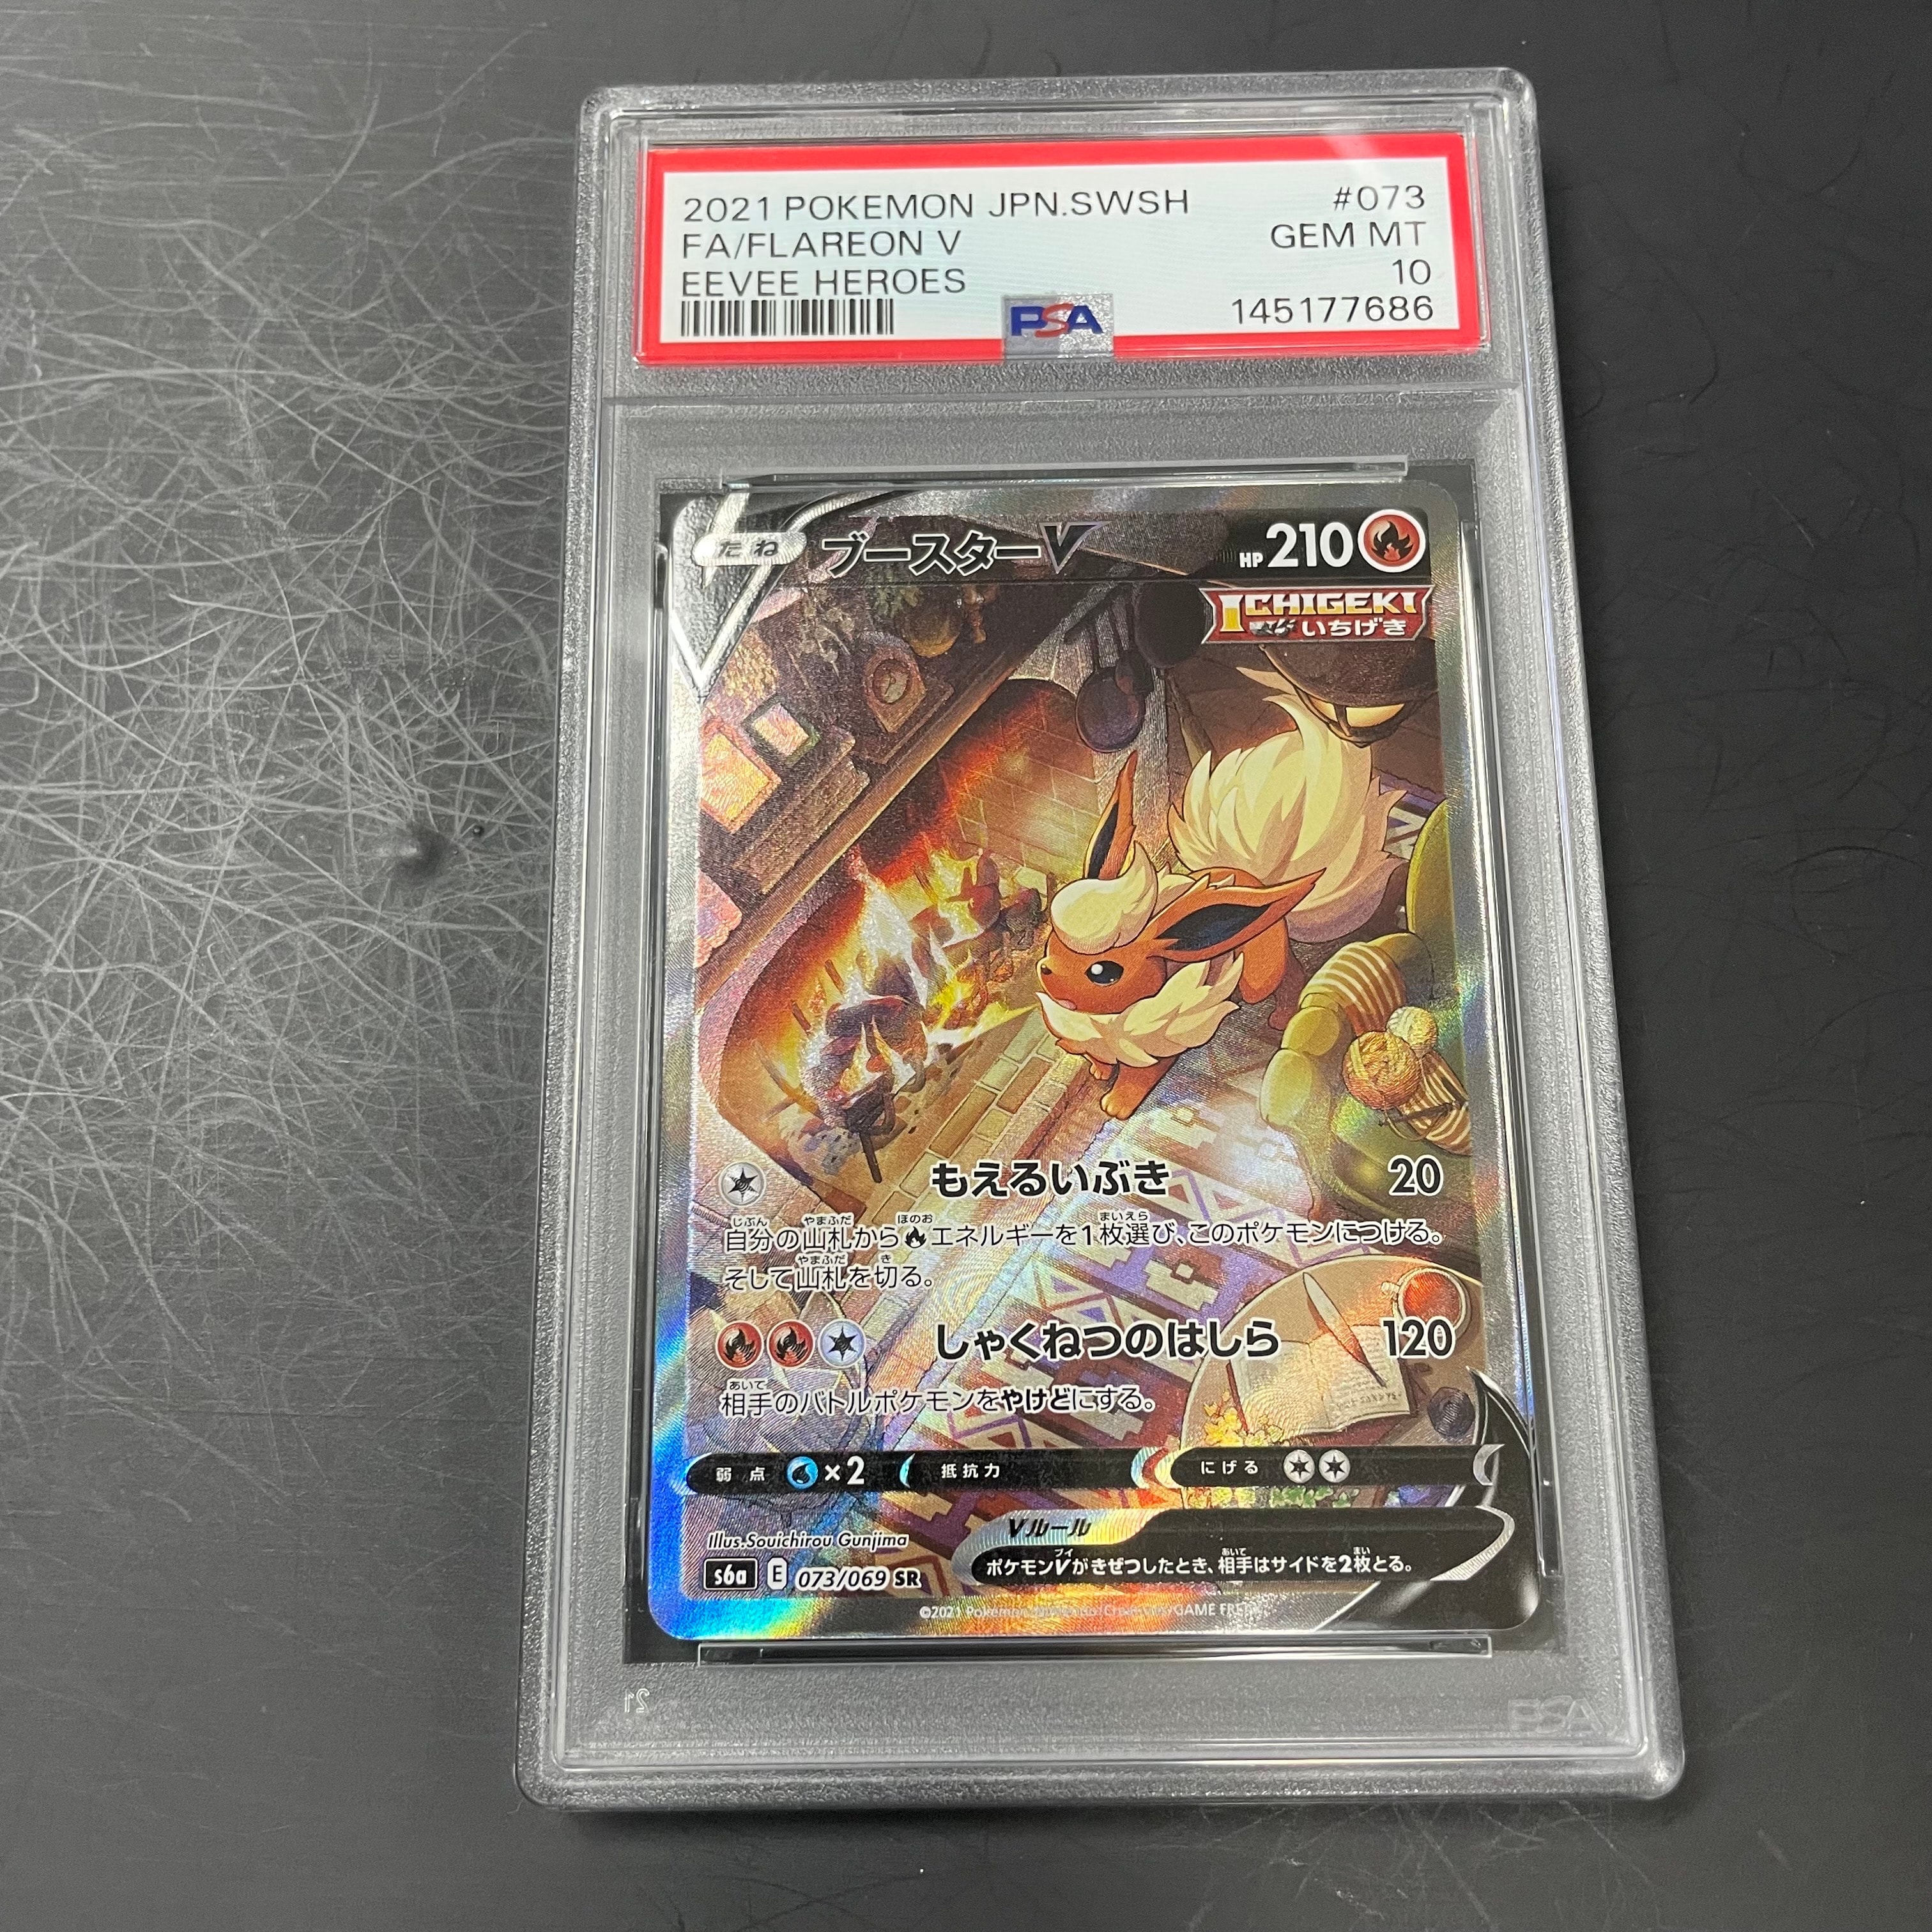 2021 POKEMON JPN.SWSH #073
FA/FLAREON V GEM MT
EEVEE HEROES 10
PSA 145177686
たね ブースターV HP 210
ICHIGEKI
いちげき
もえるいぶき 20
自分の山札から エネルギーを1枚選び、このポケモンにつける。
そして山札を切る。
しゃくねつのはしら 120
相手のバトルポケモンをやけどにする。
弱点 ×2 抵抗力 にげる
Vルール
ポケモンVがきぜつしたとき、相手はサイドを2枚とる。
Illus.Souichirou Gunjima
s6a E 073/069 SR
©2021 Pokémon GAME FREAK
PSA